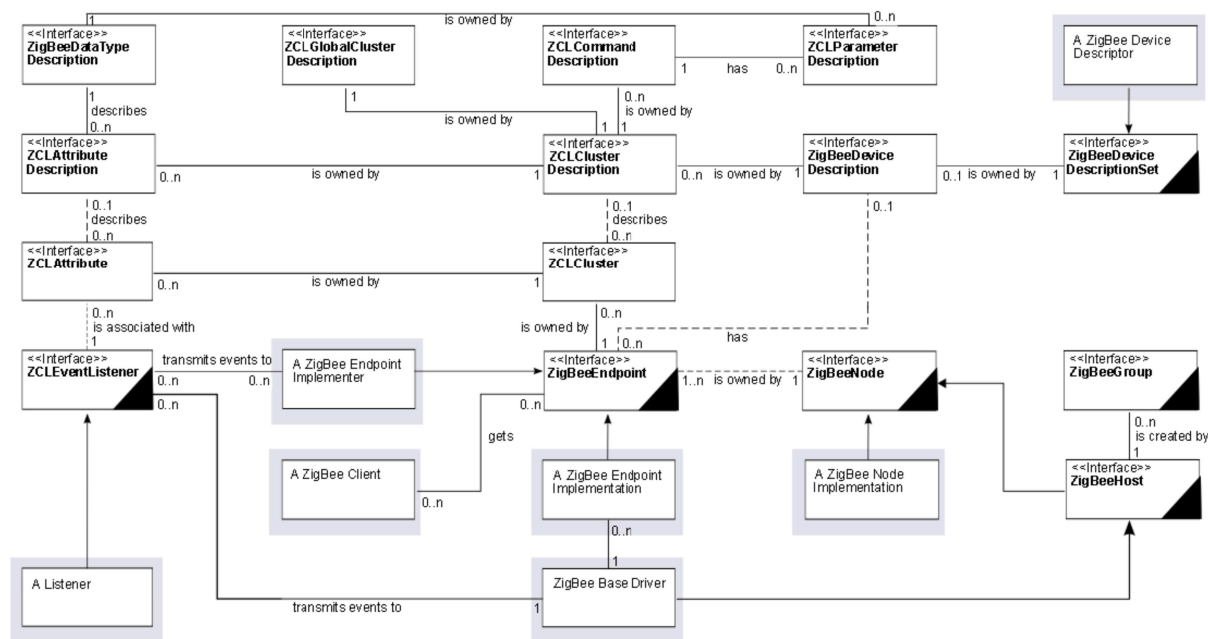 is owned by
1
0..n
<<Interface>>
ZigBeeDataType
Description
<<Interface>>
ZCLGlobalCluster
Description
<<Interface>>
ZCLCommand
Description
1
has
0..n
<<Interface>>
ZCLParameter
Description
A ZigBee Device
Descriptor
1
describes
0..n
1
is owned by
1
0..n
is owned by
1
<<Interface>>
ZCLAttribute
Description
0..n
is owned by
1
<<Interface>>
ZCLCluster
Description
0..n
is owned by
1
<<Interface>>
ZigBeeDevice
Description
0..1
is owned by
1
<<Interface>>
ZigBeeDevice
DescriptionSet
0..1
describes
0..n
0..1
describes
0..n
0..1
<<Interface>>
ZCLAttribute
0..n
is owned by
1
<<Interface>>
ZCLCluster
0..n
is associated with
1
0..n
is owned by
1
0..n
has
<<Interface>>
ZCLEventListener
transmits events to
0..n
0..n
A ZigBee Endpoint
Implementer
<<Interface>>
ZigBeeEndpoint
1..n
is owned by
1
<<Interface>>
ZigBeeNode
<<Interface>>
ZigBeeGroup
0..n
0..n
gets
0..n
0..n
is created by
1
A ZigBee Client
A ZigBee Endpoint
Implementation
A ZigBee Node
Implementation
<<Interface>>
ZigBeeHost
0..n
1
A Listener
transmits events to
1
ZigBee Base Driver